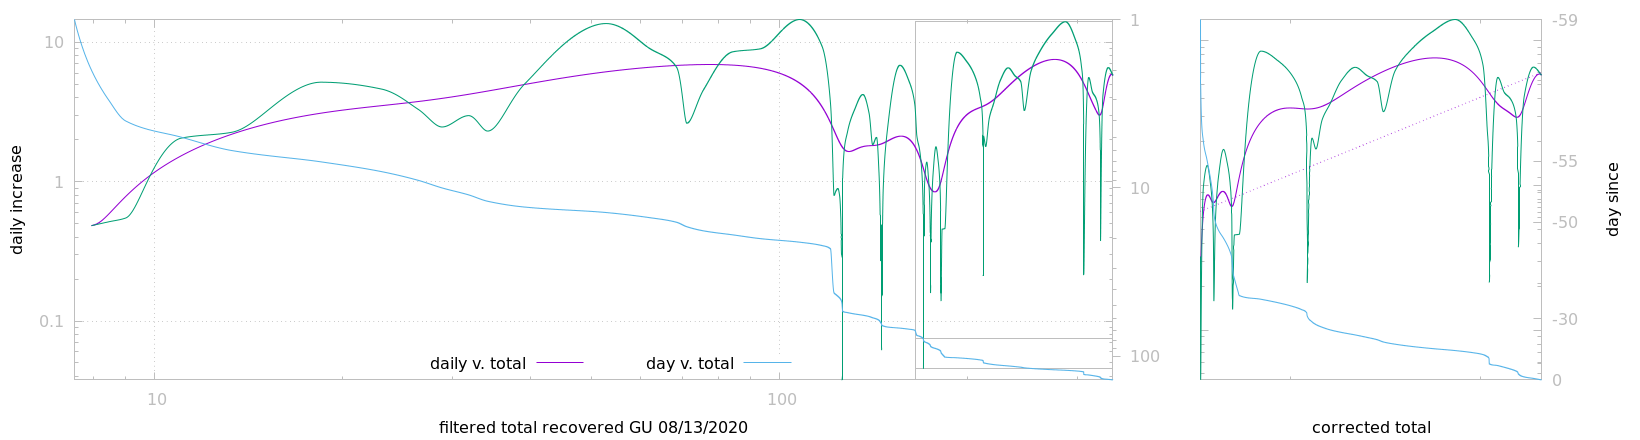 daily increase
10
1
0.1
10
100
1
10
100
daily v. total
day v. total
filtered total recovered GU 08/13/2020
-59
-55
-50
-30
0
day since
corrected total